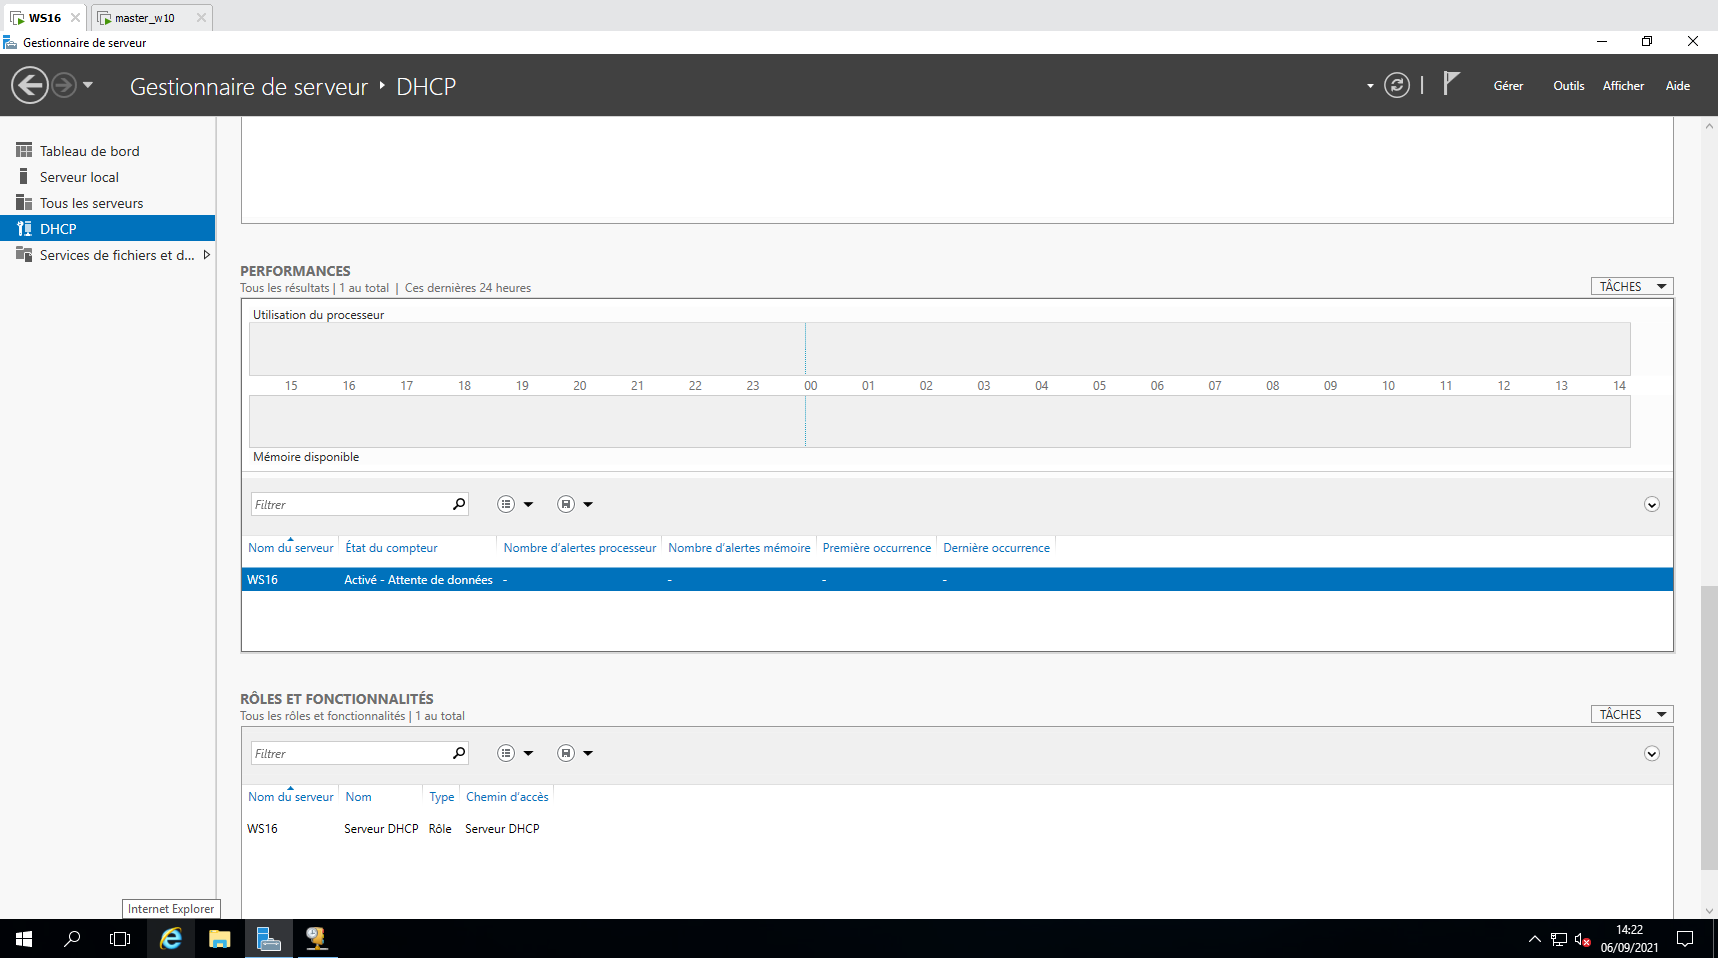 WS16 master_w10
Gestionnaire de serveur
Gestionnaire de serveur DHCP
Gérer Outils Afficher Aide
Tableau de bord
Serveur local
Tous les serveurs
DHCP
Services de fichiers et d...
PERFORMANCES
Tous les résultats | 1 au total | Ces dernières 24 heures
TÂCHES
Utilisation du processeur
15 16 17 18 19 20 21 22 23 00 01 02 03 04 05 06 07 08 09 10 11 12 13 14
Mémoire disponible
Filtrer
Nom du serveur État du compteur Nombre d'alertes processeur Nombre d'alertes mémoire Première occurrence Dernière occurrence
WS16 Activé - Attente de données - - - -
RÔLES ET FONCTIONNALITÉS
Tous les rôles et fonctionnalités | 1 au total
TÂCHES
Filtrer
Nom du serveur Nom Type Chemin d'accès
WS16 Serveur DHCP Rôle Serveur DHCP
Internet Explorer
14:22
06/09/2021